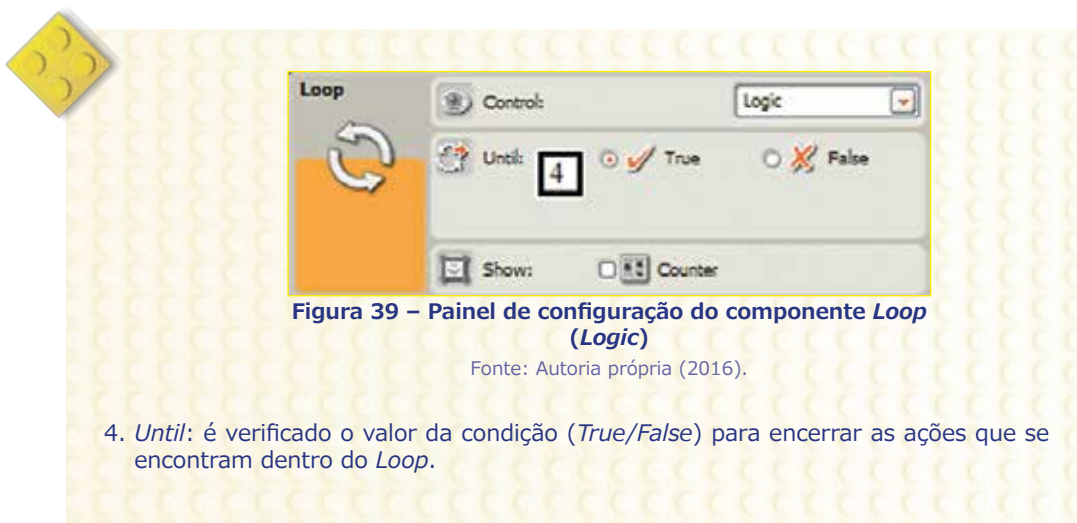 Loop
Control:
Logic
Until:
4
True
False
Show:
Counter
Figura 39 – Painel de configuração do componente Loop
(Logic)
Fonte: Autoria própria (2016).
4. Until: é verificado o valor da condição (True/False) para encerrar as ações que se
encontram dentro do Loop.